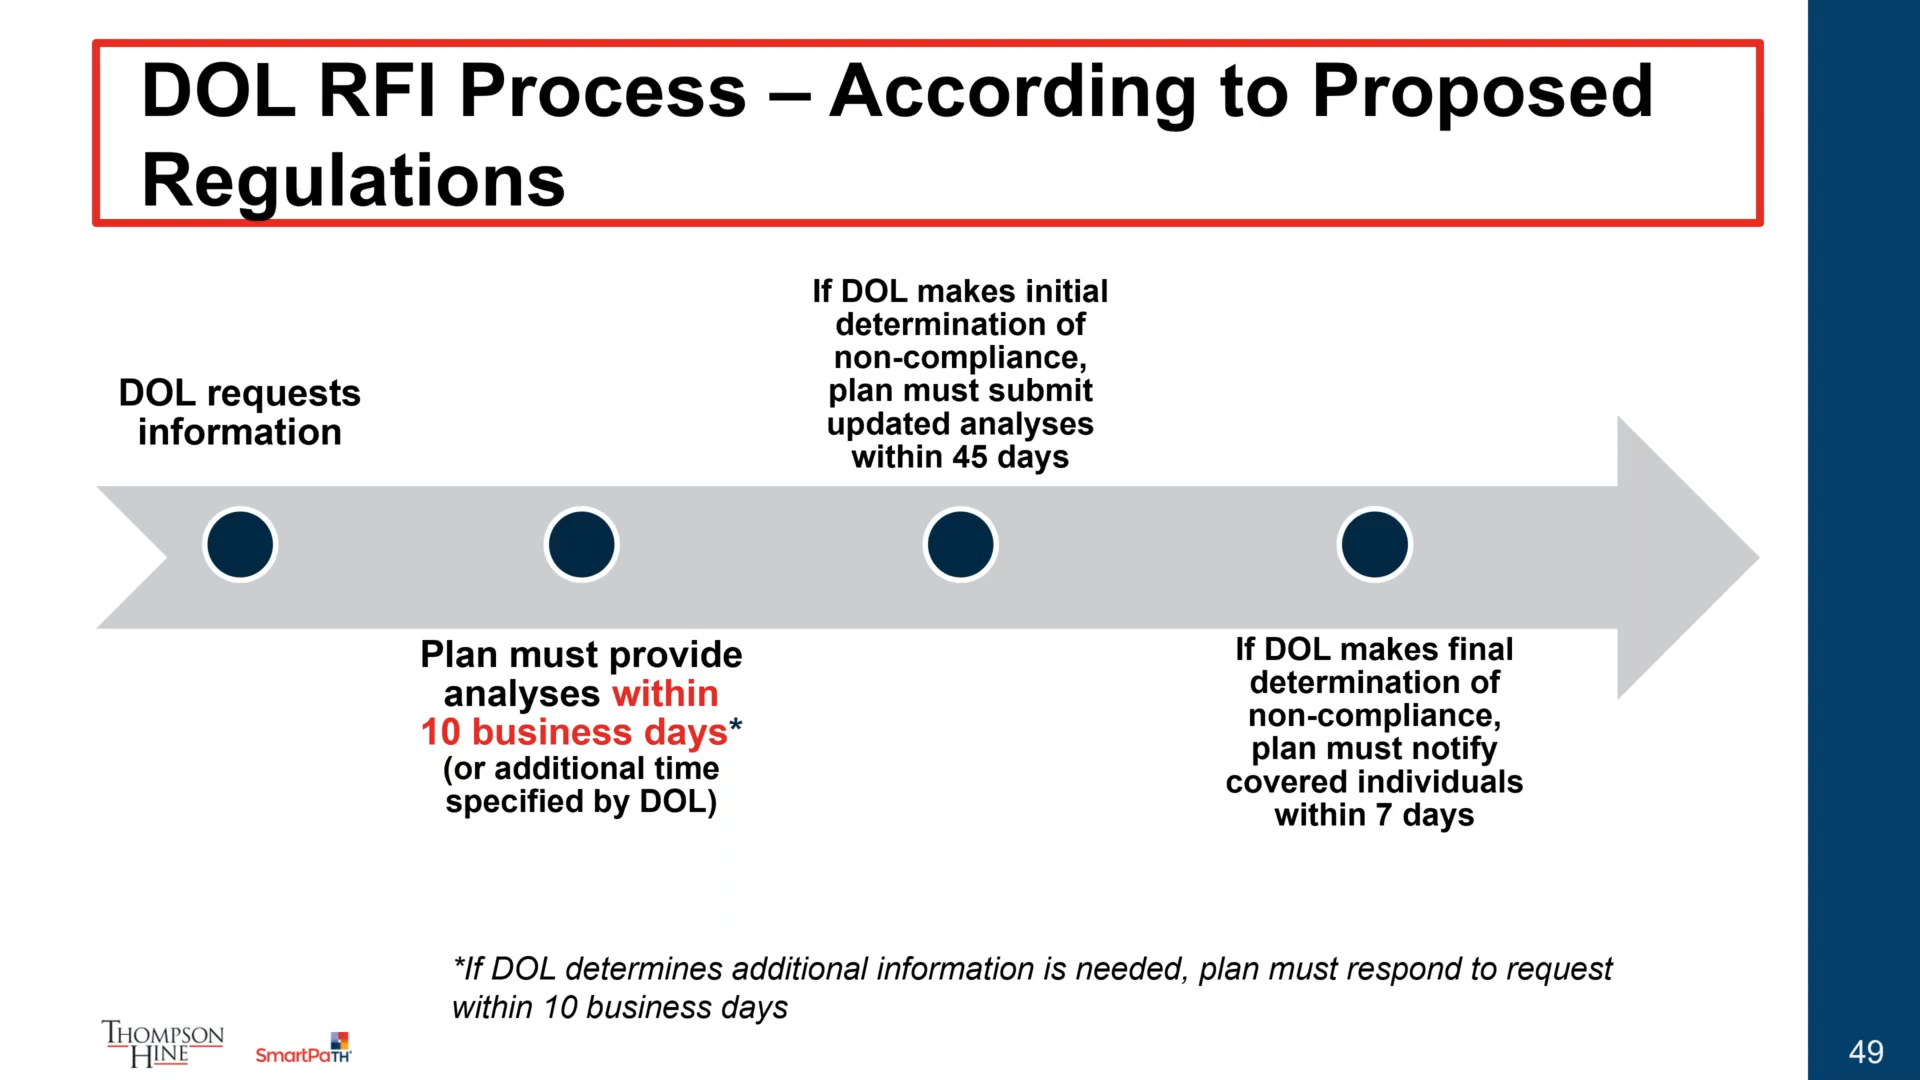 DOL RFI Process – According to Proposed
Regulations
DOL requests
information
Plan must provide
analyses within
10 business days*
(or additional time
specified by DOL)
If DOL makes initial
determination of
non-compliance,
plan must submit
updated analyses
within 45 days
If DOL makes final
determination of
non-compliance,
plan must notify
covered individuals
within 7 days
*If DOL determines additional information is needed, plan must respond to request
within 10 business days
THOMPSON
HINE
SmartPaTH
49